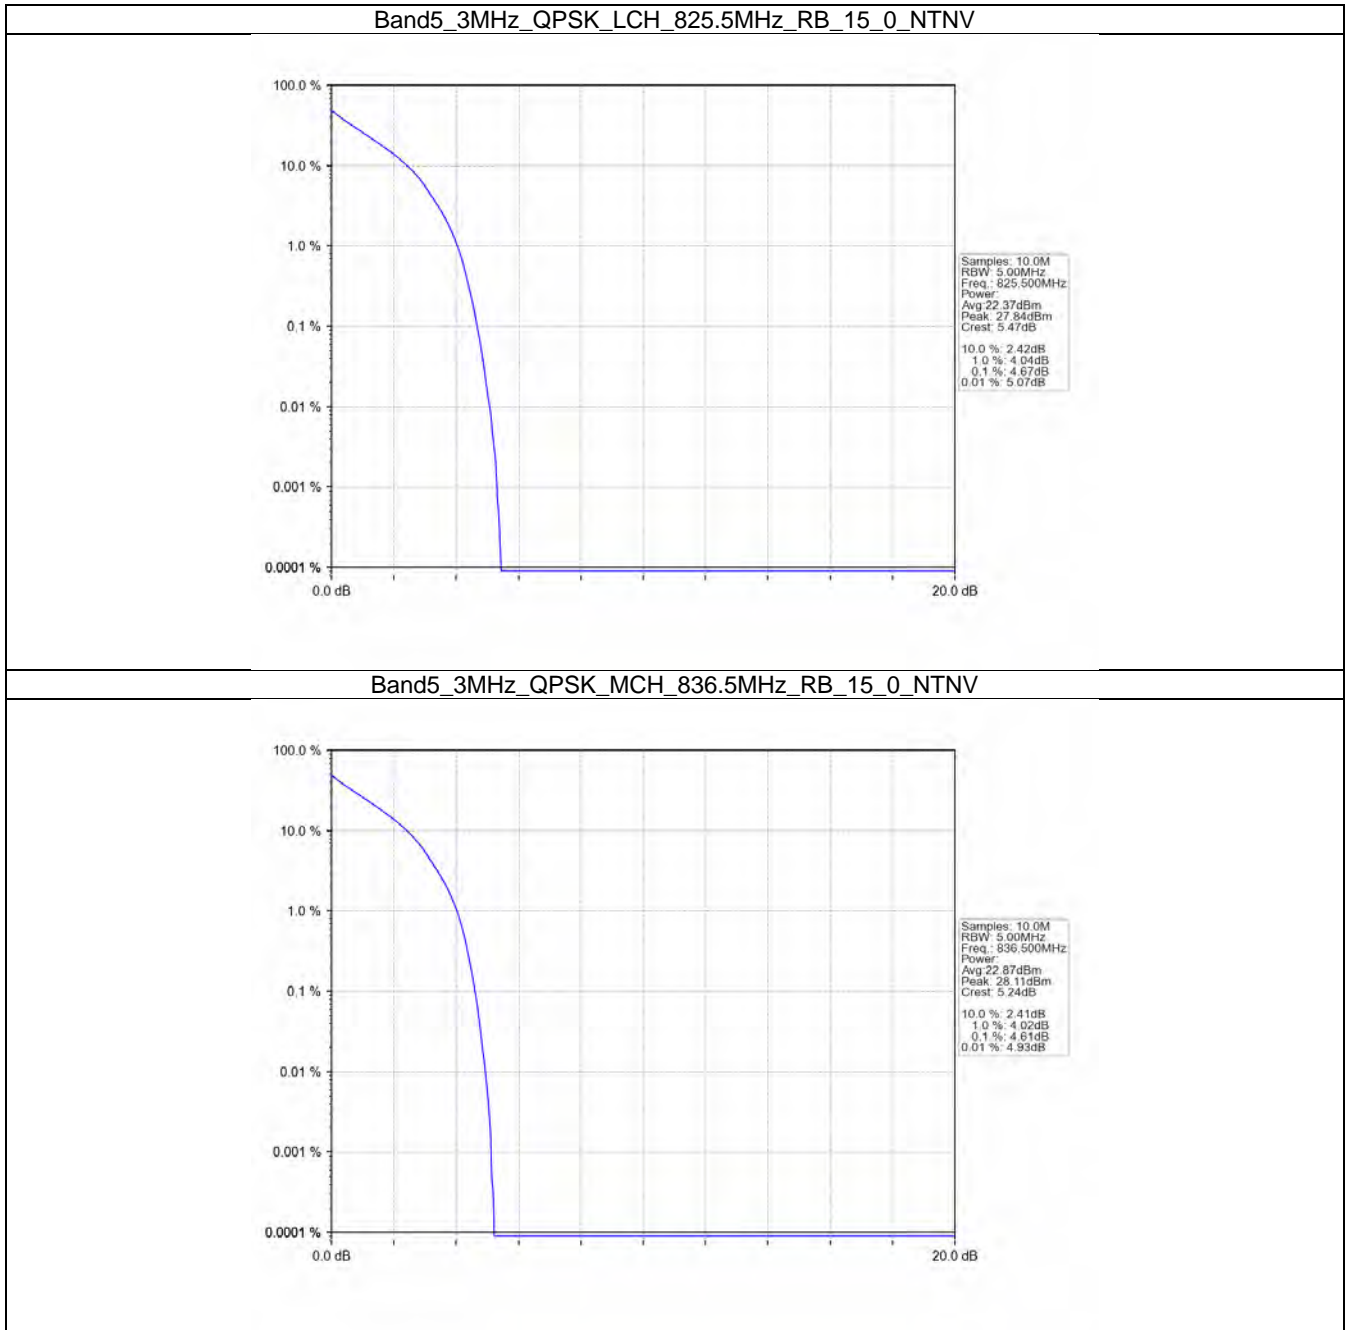 Band5_3MHz_QPSK_LCH_825.5MHz_RB_15_0_NTNV
100.0 %
10.0 %
1.0 %
0.1 %
0.01 %
0.001 %
0.0001 %
0.0 dB
20.0 dB
Samples: 10.0M
RBW: 5.00MHz
Freq.: 825,500MHz
Power:
Avg:22.37dBm
Peak: 27.84dBm
Crest: 5.47dB
10.0 %: 2.42dB
1.0 %: 4.04dB
0.1 %: 4.67dB
0.01 %: 5.07dB
Band5_3MHz_QPSK_MCH_836.5MHz_RB_15_0_NTNV
100.0 %
10.0 %
1.0 %
0.1 %
0.01 %
0.001 %
0.0001 %
0.0 dB
20.0 dB
Samples: 10.0M
RBW: 5.00MHz
Freq.: 836,500MHz
Power:
Avg:22.87dBm
Peak: 28.11dBm
Crest: 5.24dB
10.0 %: 2.41dB
1.0 %: 4.02dB
0.1 %: 4.61dB
0.01 %: 4.93dB